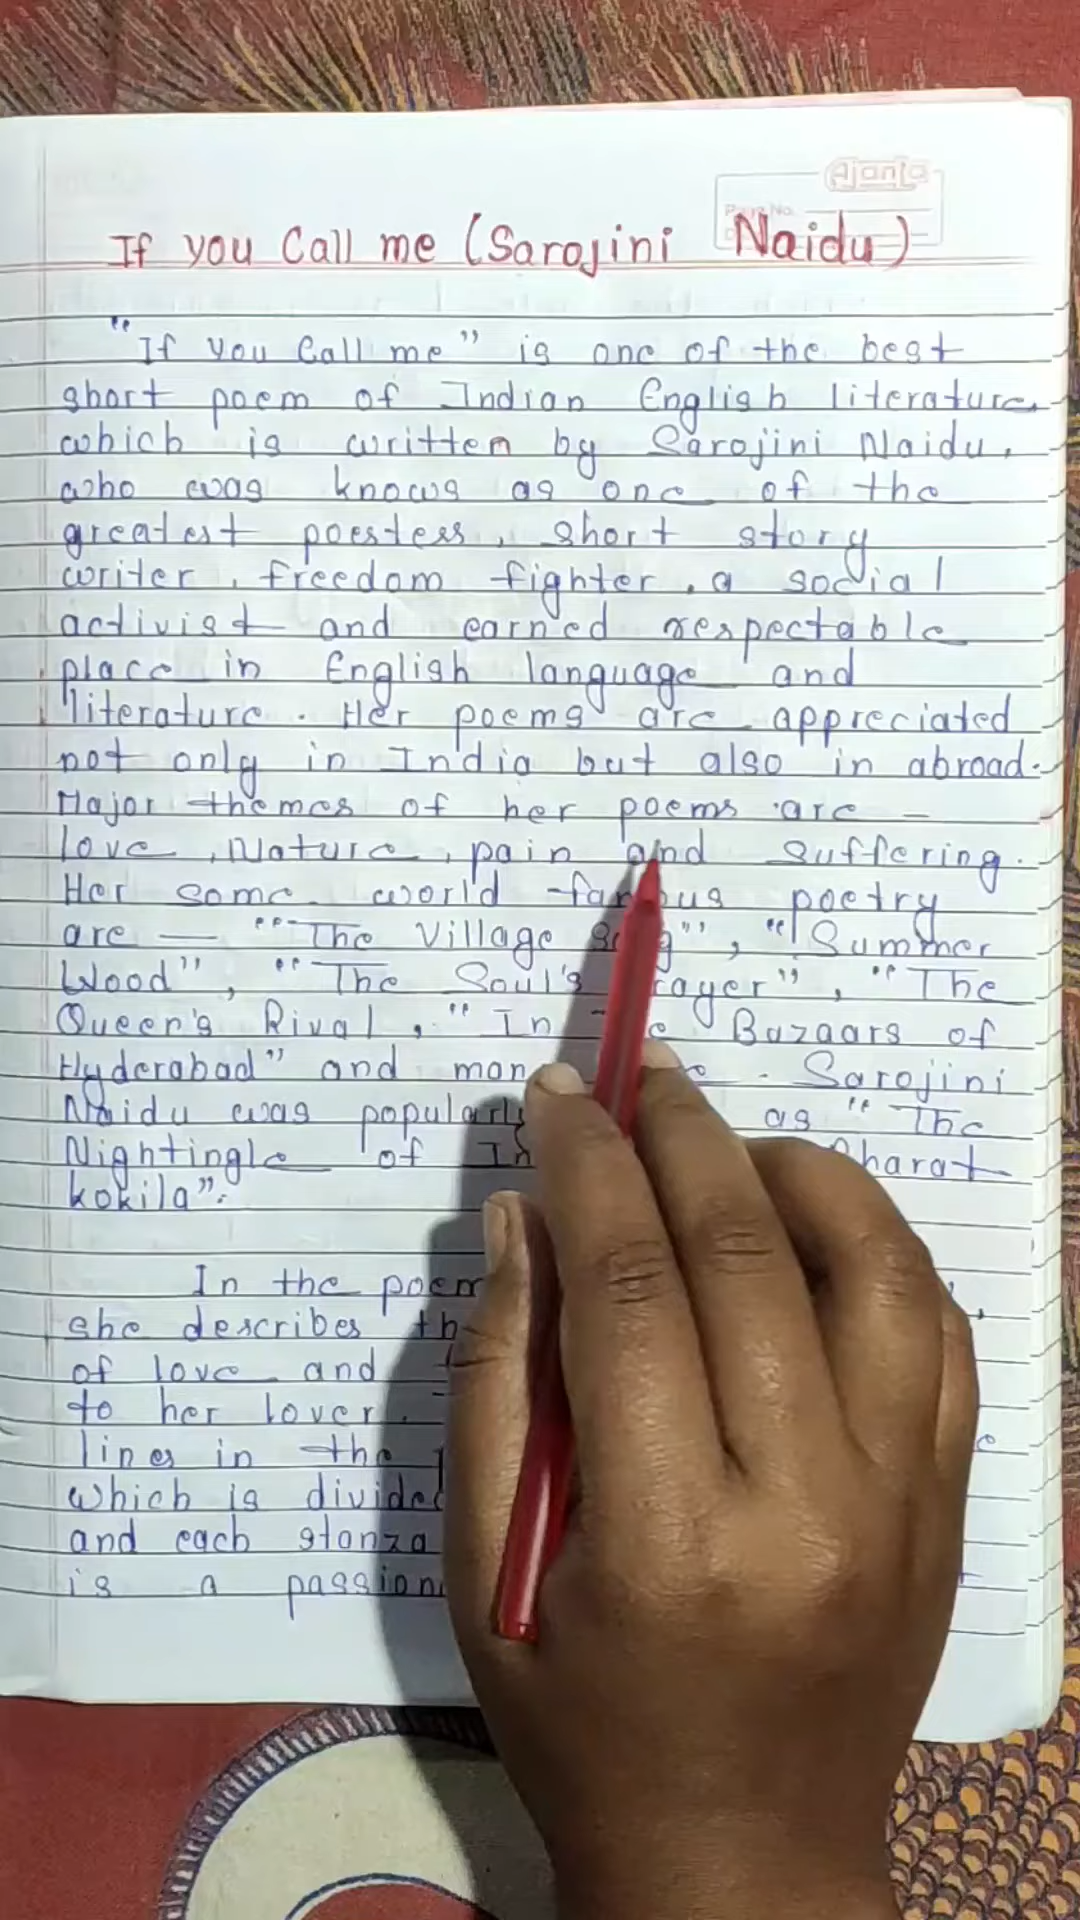 Ajanta
If you Call me (Sarojini Naidu)
"If you Call me" is one of the best
short poem of Indian English literature
which is written by Sarojini Naidu,
who was knows as one of the
greatest poestess, short story
writer, freedom fighter, a social
activist and earned respectable
place in English language and
literature. Her poems are appreciated
not only in India but also in abroad.
Major themes of her poems are -
love, Nature, pain and suffering.
Her some world -famous poetry
are — "The Village", "Summer
Wood", "The Soul's", "The
Queen's Rival, "In Bazaars of
Hyderabad" and Sarojini
Naidu was as "The
Nightingle of
kokila".
In the
she describes
of love and
to her lover.
lines in the
which is
and each stanza
is a